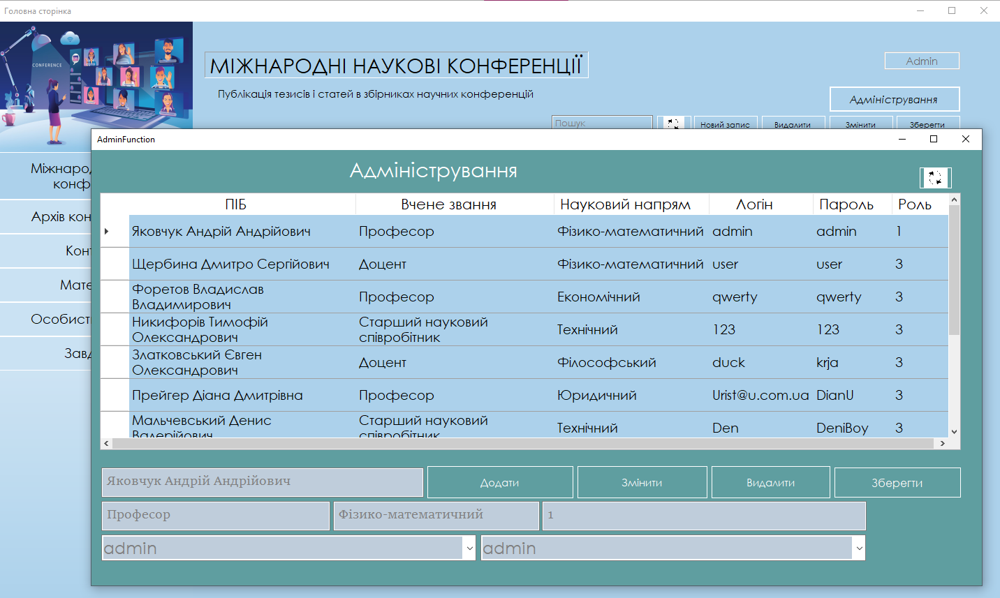 Головна сторінка
CONFERENCE
МІЖНАРОДНІ НАУКОВІ КОНФЕРЕНЦІЇ
Публікація тезисів і статей в збірниках научних конференцій
Admin
Адміністрування
Пошук
Новий запис
Видалити
Змінити
Зберегти
AdminFunction
Адміністрування
ПІБ Вчене звання Науковий напрям Логін Пароль Роль
Яковчук Андрій Андрійович Професор Фізико-математичний admin admin 1
Щербина Дмитро Сергійович Доцент Фізико-математичний user user 3
Форетов Владислав
Владимирович Професор Економічний qwerty qwerty 3
Никифорів Тимофій
Олександрович
Старший науковий
співробітник
Технічний 123 123 3
Златковський Євген
Олександрович Доцент Філософський duck krja 3
Прейгер Діана Дмитрівна Професор Юридичний Urist@u.com.ua DianU 3
Мальчевський Денис
Валерійович
Старший науковий
співробітник
Технічний Den DeniBoy 3
Яковчук Андрій Андрійович
Додати
Змінити
Видалити
Зберегти
Професор
Фізико-математичний
1
admin
admin
Міжнарод
конф
Архів кон
Конт
Мате
Особист
Завд